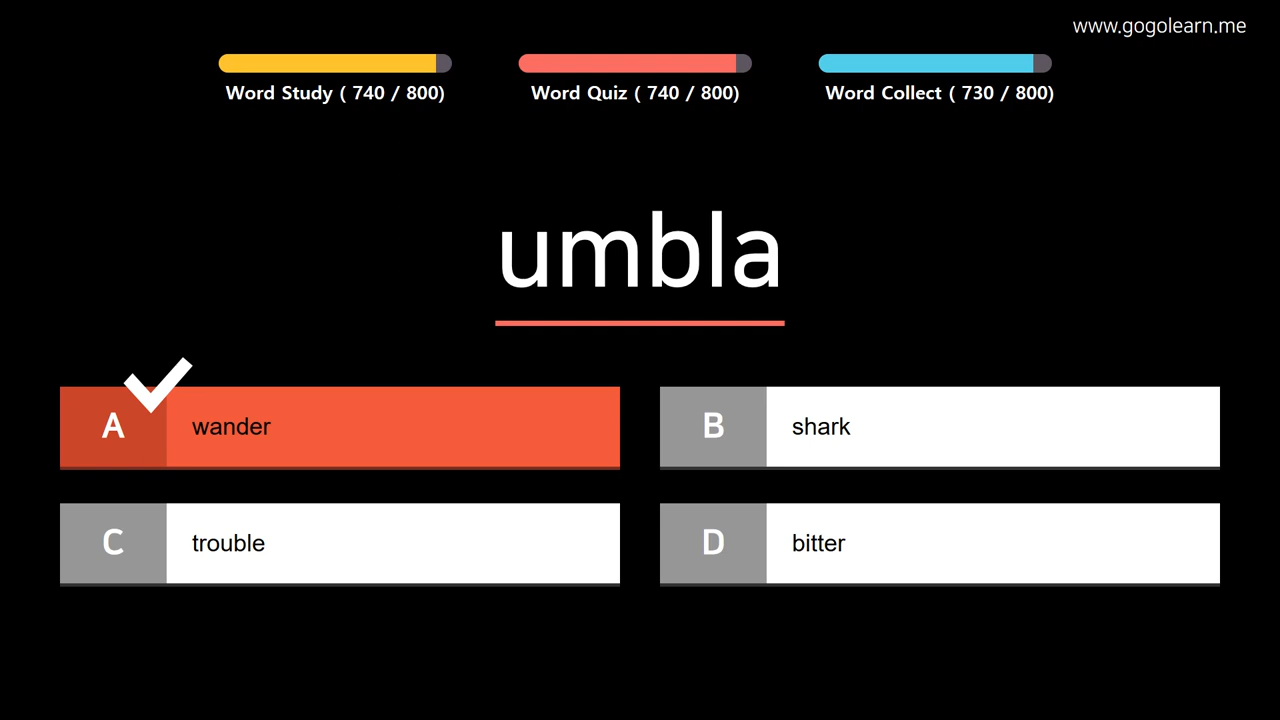 www.gogolearn.me
Word Study ( 740 / 800)
Word Quiz ( 740 / 800)
Word Collect ( 730 / 800)
umbla
A wander
B shark
C trouble
D bitter